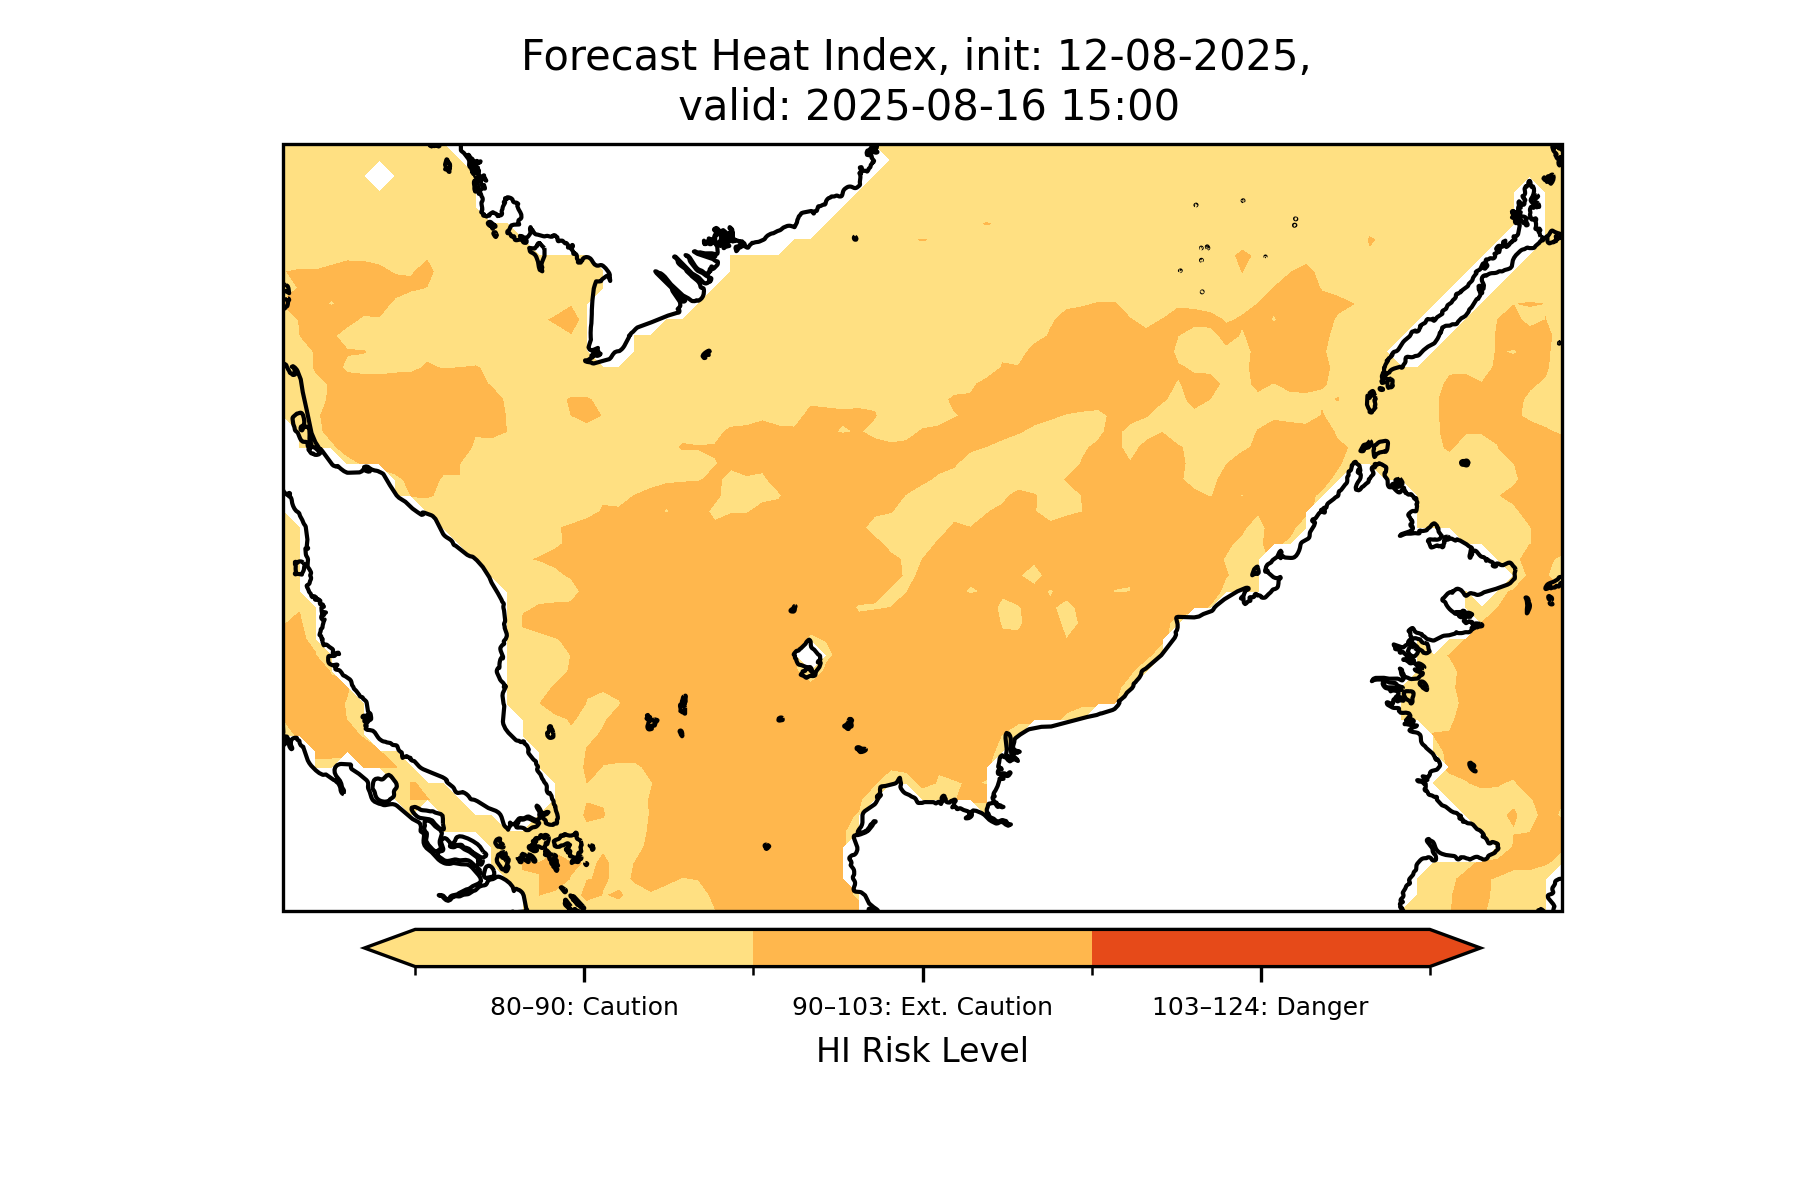 Forecast Heat Index, init: 12-08-2025,
valid: 2025-08-16 15:00
80–90: Caution
90–103: Ext. Caution
103–124: Danger
HI Risk Level